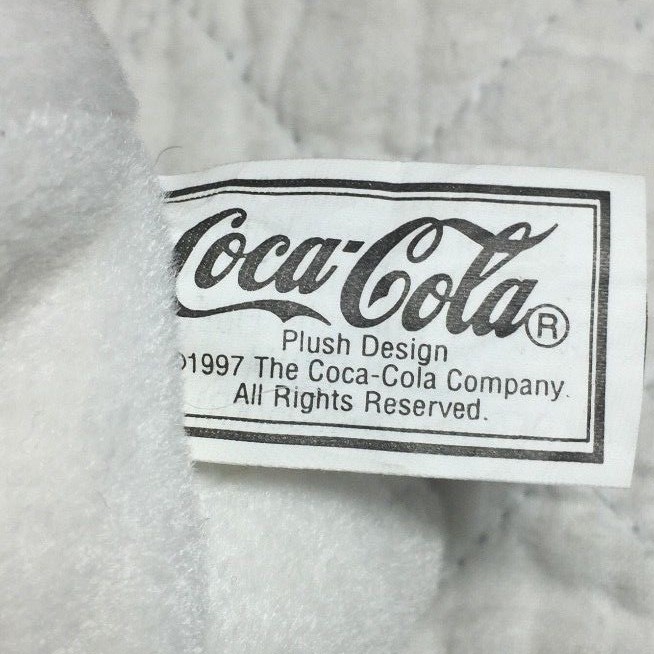 Coca-Cola®
Plush Design
©1997 The Coca-Cola Company.
All Rights Reserved.